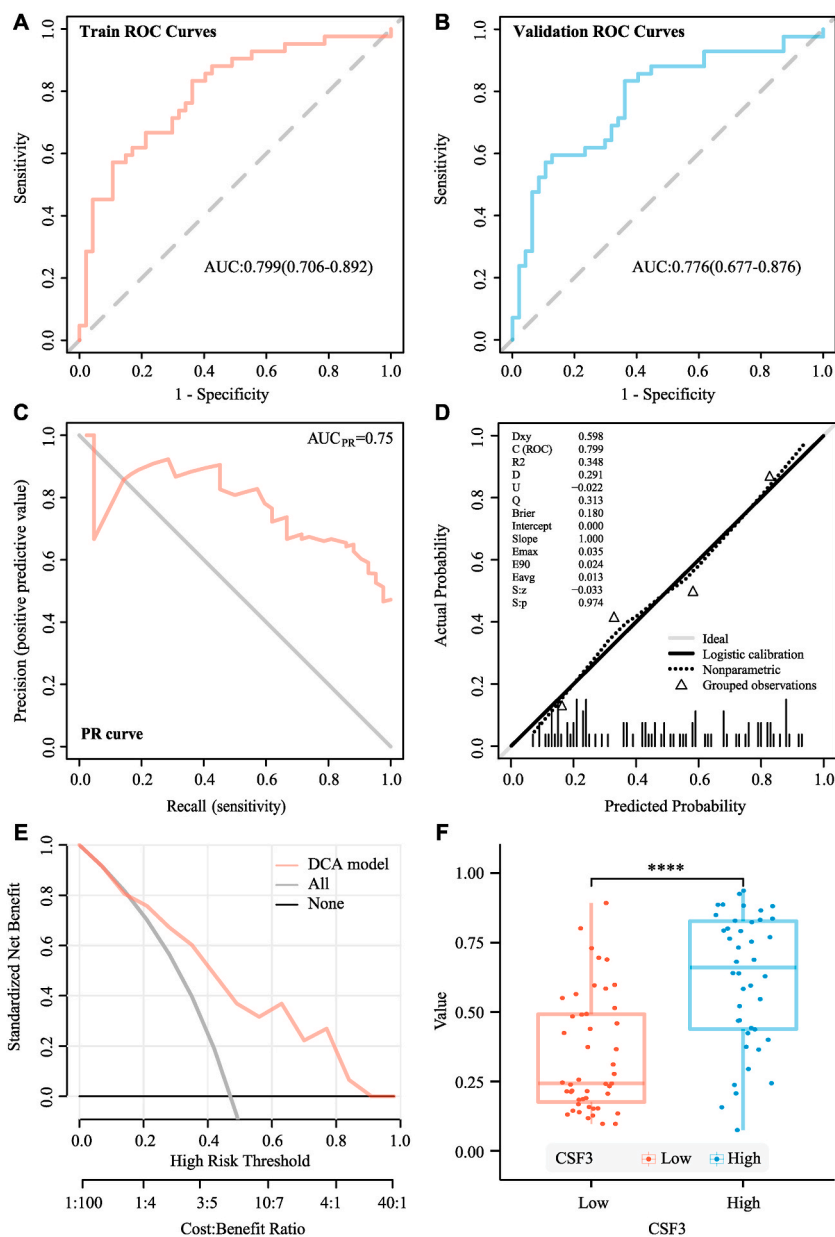 A
Train ROC Curves
Sensitivity
0.0 0.2 0.4 0.6 0.8 1.0
AUC:0.799(0.706-0.892)
0.0 0.2 0.4 0.6 0.8 1.0
1 - Specificity
B
Validation ROC Curves
Sensitivity
0.0 0.2 0.4 0.6 0.8 1.0
AUC:0.776(0.677-0.876)
0.0 0.2 0.4 0.6 0.8 1.0
1 - Specificity
C
AUCPR=0.75
Precision (positive predictive value)
0.0 0.2 0.4 0.6 0.8 1.0
PR curve
0.0 0.2 0.4 0.6 0.8 1.0
Recall (sensitivity)
D
Actual Probability
0.0 0.2 0.4 0.6 0.8 1.0
Dxy 0.598
C (ROC) 0.799
R2 0.348
D 0.291
U −0.022
Q 0.313
Brier 0.180
Intercept 0.000
Slope 1.000
Emax 0.035
E90 0.024
Eavg 0.013
S:z −0.033
S:p 0.974
Ideal
Logistic calibration
Nonparametric
Grouped observations
0.0 0.2 0.4 0.6 0.8 1.0
Predicted Probability
E
Standardized Net Benefit
0.0 0.2 0.4 0.6 0.8 1.0
DCA model
All
None
0.0 0.2 0.4 0.6 0.8 1.0
High Risk Threshold
1:100 1:4 3:5 10:7 4:1 40:1
Cost:Benefit Ratio
F
****
Value
1.00
0.75
0.50
0.25
0.00
CSF3 Low High
Low High
CSF3